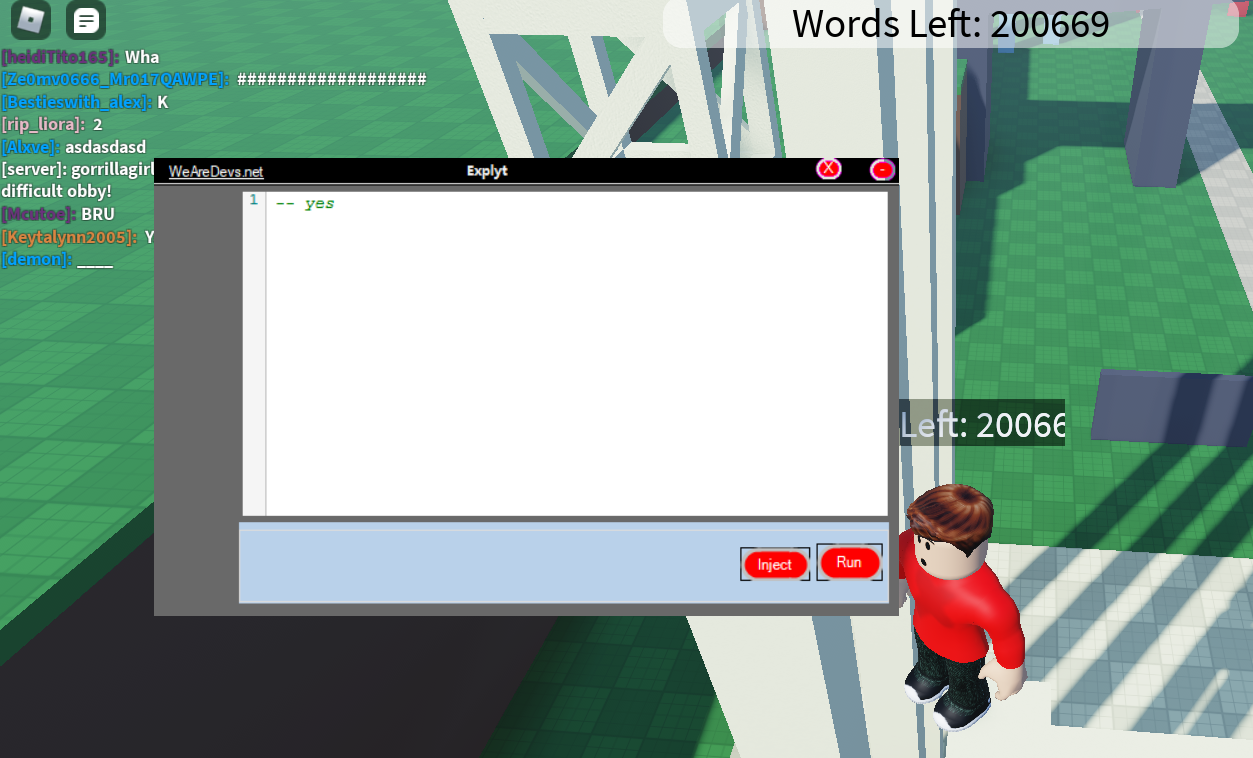 Words Left: 200669
[heidiTito165]: Wha
[Ze0mv0666_Mr017QAWPE]: ###################
[Bestieswith_alex]: K
[rip_liora]: 2
[Alxve]: asdasdasd
[server]: gorrillagirl
difficult obby!
[Mcutoe]: BRU
[Keytalynn2005]: Y
[demon]: ____
WeAreDevs.net
Explyt
X
-
1 -- yes
Left: 20066
Inject
Run